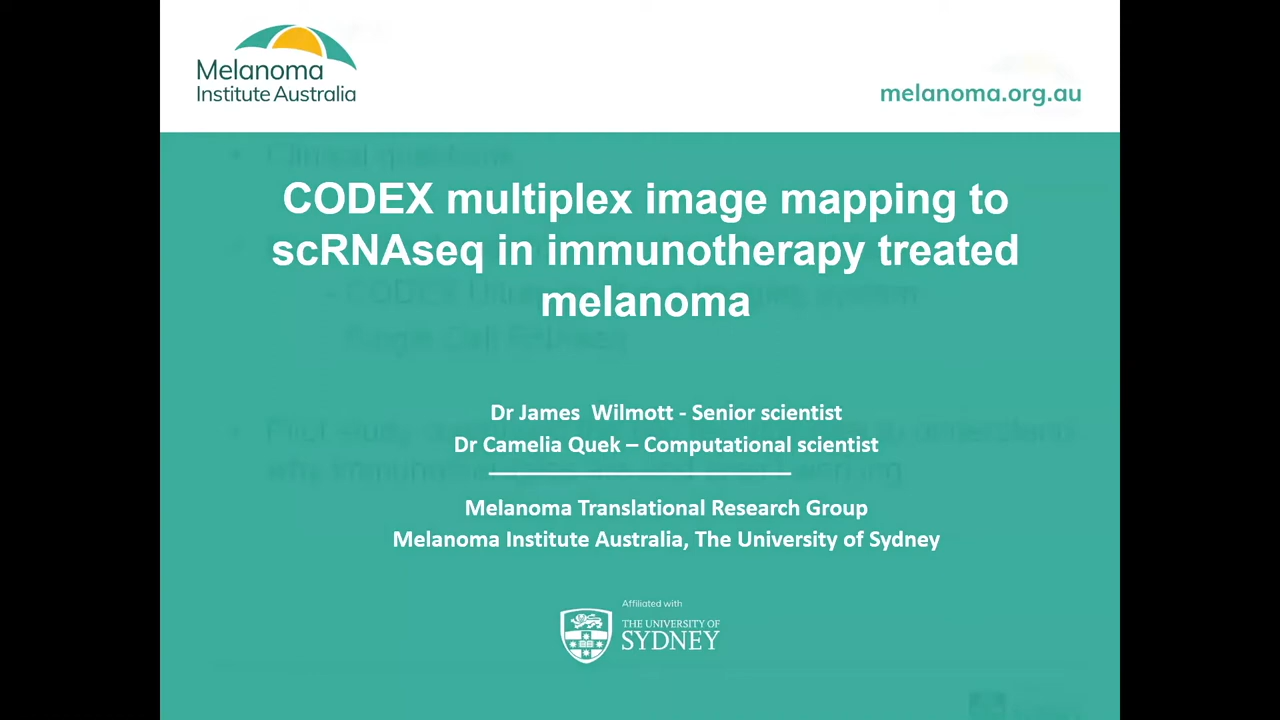 Melanoma
Institute Australia
melanoma.org.au
CODEX multiplex image mapping to
scRNAseq in immunotherapy treated
melanoma
Dr James  Wilmott - Senior scientist
Dr Camelia Quek – Computational scientist
Melanoma Translational Research Group
Melanoma Institute Australia, The University of Sydney
Affiliated with
THE UNIVERSITY OF
SYDNEY